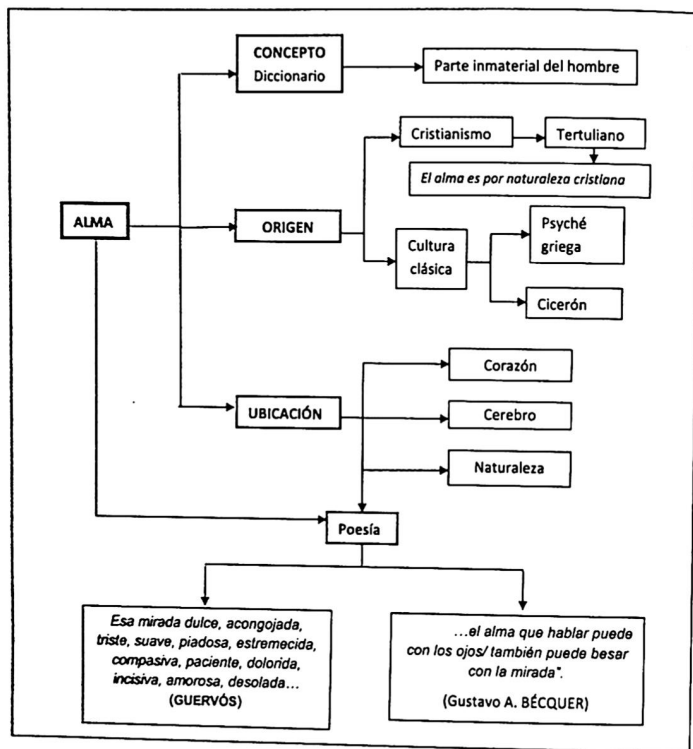 CONCEPTO
Diccionario
Parte inmaterial del hombre
Cristianismo
Tertuliano
El alma es por naturaleza cristiana
ALMA
ORIGEN
Cultura
clásica
Psyché
griega
Cicerón
UBICACIÓN
Corazón
Cerebro
Naturaleza
Poesía
Esa mirada dulce, acongojada,
triste, suave, piadosa, estremecida,
compasiva, paciente, dolorida,
incisiva, amorosa, desolada...
(GUERVÓS)
...el alma que hablar puede
con los ojos/ también puede besar
con la mirada".
(Gustavo A. BÉCQUER)